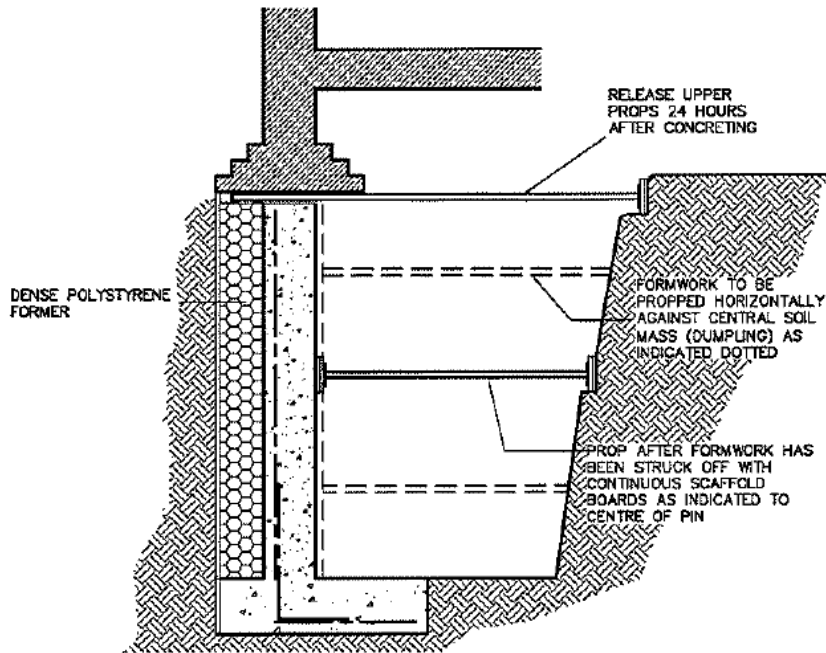 RELEASE UPPER
PROPS 24 HOURS
AFTER CONCRETING
DENSE POLYSTYRENE
FORMER
FORMWORK TO BE
PROPPED HORIZONTALLY
AGAINST CENTRAL SOIL
MASS (DUMPLING) AS
INDICATED DOTTED
PROP AFTER FORMWORK HAS
BEEN STRUCK OFF WITH
CONTINUOUS SCAFFOLD
BOARDS AS INDICATED TO
CENTRE OF PIN